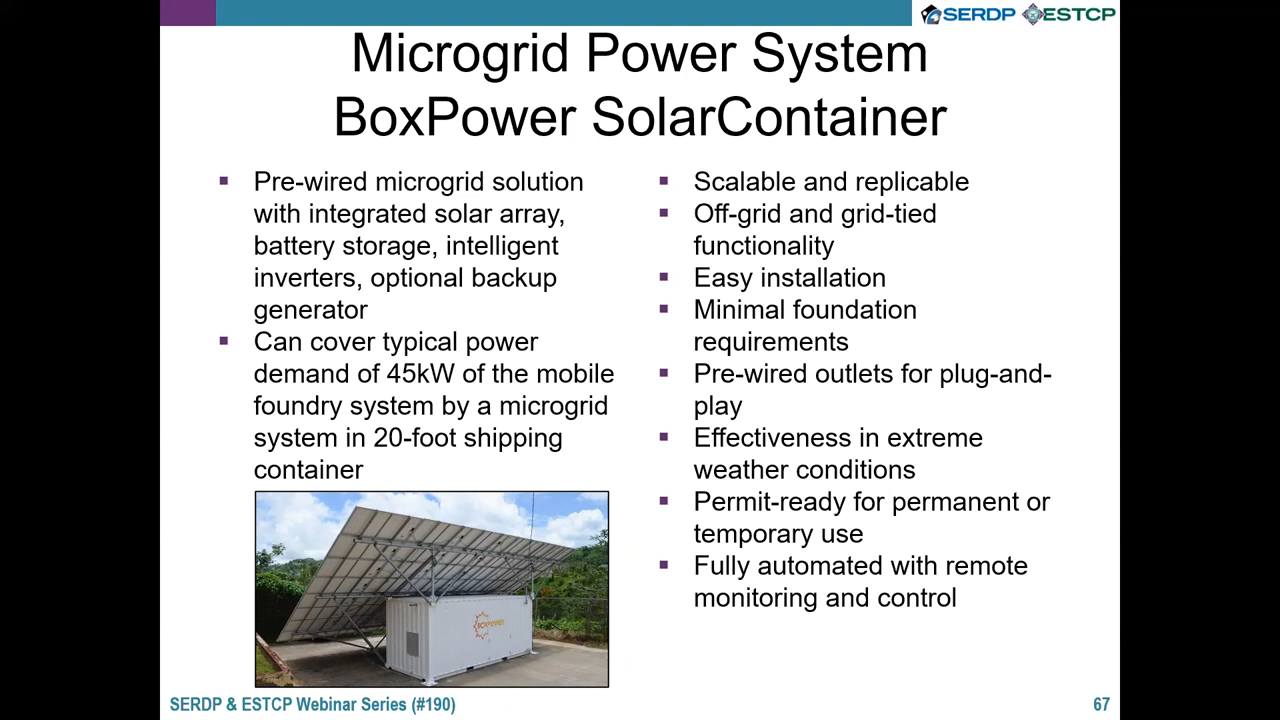 SERDP ESTCP
Microgrid Power System
BoxPower SolarContainer
Pre-wired microgrid solution
with integrated solar array,
battery storage, intelligent
inverters, optional backup
generator
Can cover typical power
demand of 45kW of the mobile
foundry system by a microgrid
system in 20-foot shipping
container
BOXPOWER
Scalable and replicable
Off-grid and grid-tied
functionality
Easy installation
Minimal foundation
requirements
Pre-wired outlets for plug-and-
play
Effectiveness in extreme
weather conditions
Permit-ready for permanent or
temporary use
Fully automated with remote
monitoring and control
SERDP & ESTCP Webinar Series (#190)
67